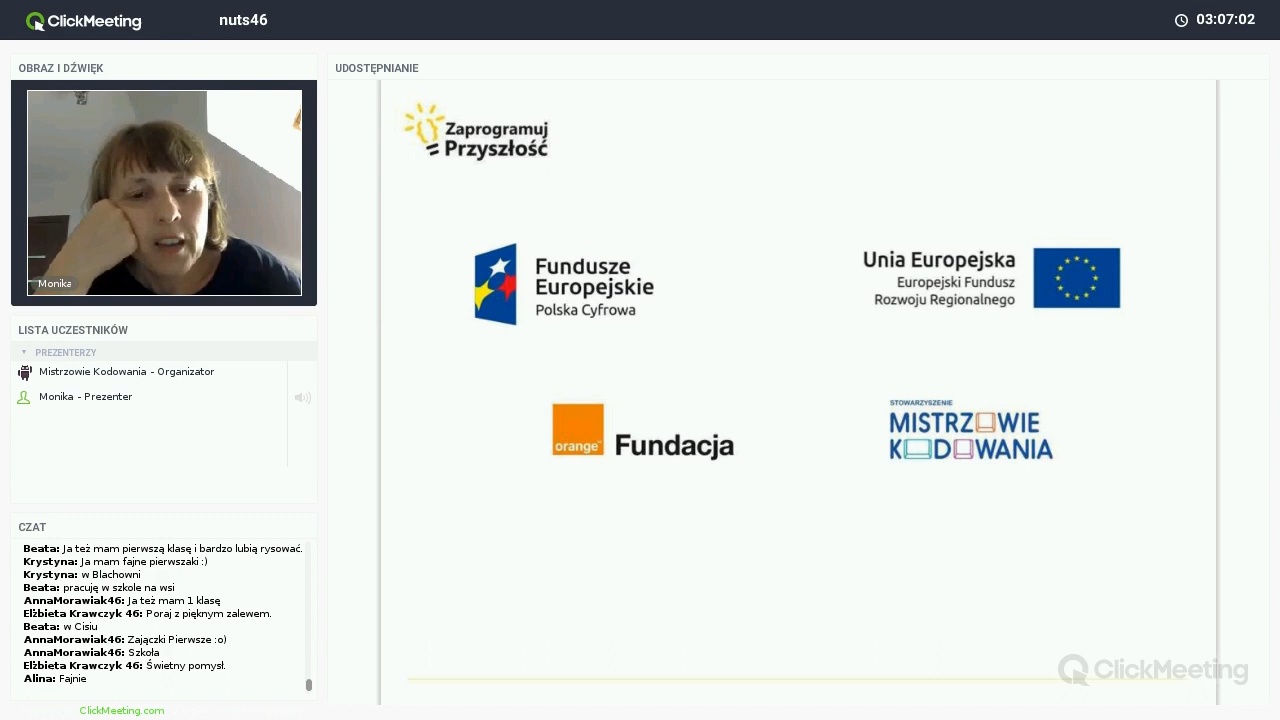 ClickMeeting
nuts46
03:07:02
OBRAZ I DŹWIĘK
Monika
LISTA UCZESTNIKÓW
PREZENTERZY
Mistrzowie Kodowania - Organizator
Monika - Prezenter
CZAT
Beata: Ja też mam pierwszą klasę i bardzo lubią rysować.
Krystyna: Ja mam fajne pierwszaki :)
Krystyna: w Blachowni
Beata: pracuję w szkole na wsi
AnnaMorawiak46: Ja też mam 1 klasę
Elżbieta Krawczyk 46: Poraj z pięknym zalewem.
Beata: w Cisiu
AnnaMorawiak46: Zajączki Pierwsze :o)
AnnaMorawiak46: Szkoła
Elżbieta Krawczyk 46: Świetny pomysł.
Alina: Fajnie
ClickMeeting.com
UDOSTĘPNIANIE
Zaprogramuj
Przyszłość
Fundusze
Europejskie
Polska Cyfrowa
Unia Europejska
Europejski Fundusz
Rozwoju Regionalnego
orange™
Fundacja
STOWARZYSZENIE
MISTRZOWIE
KODOWANIA
ClickMeeting